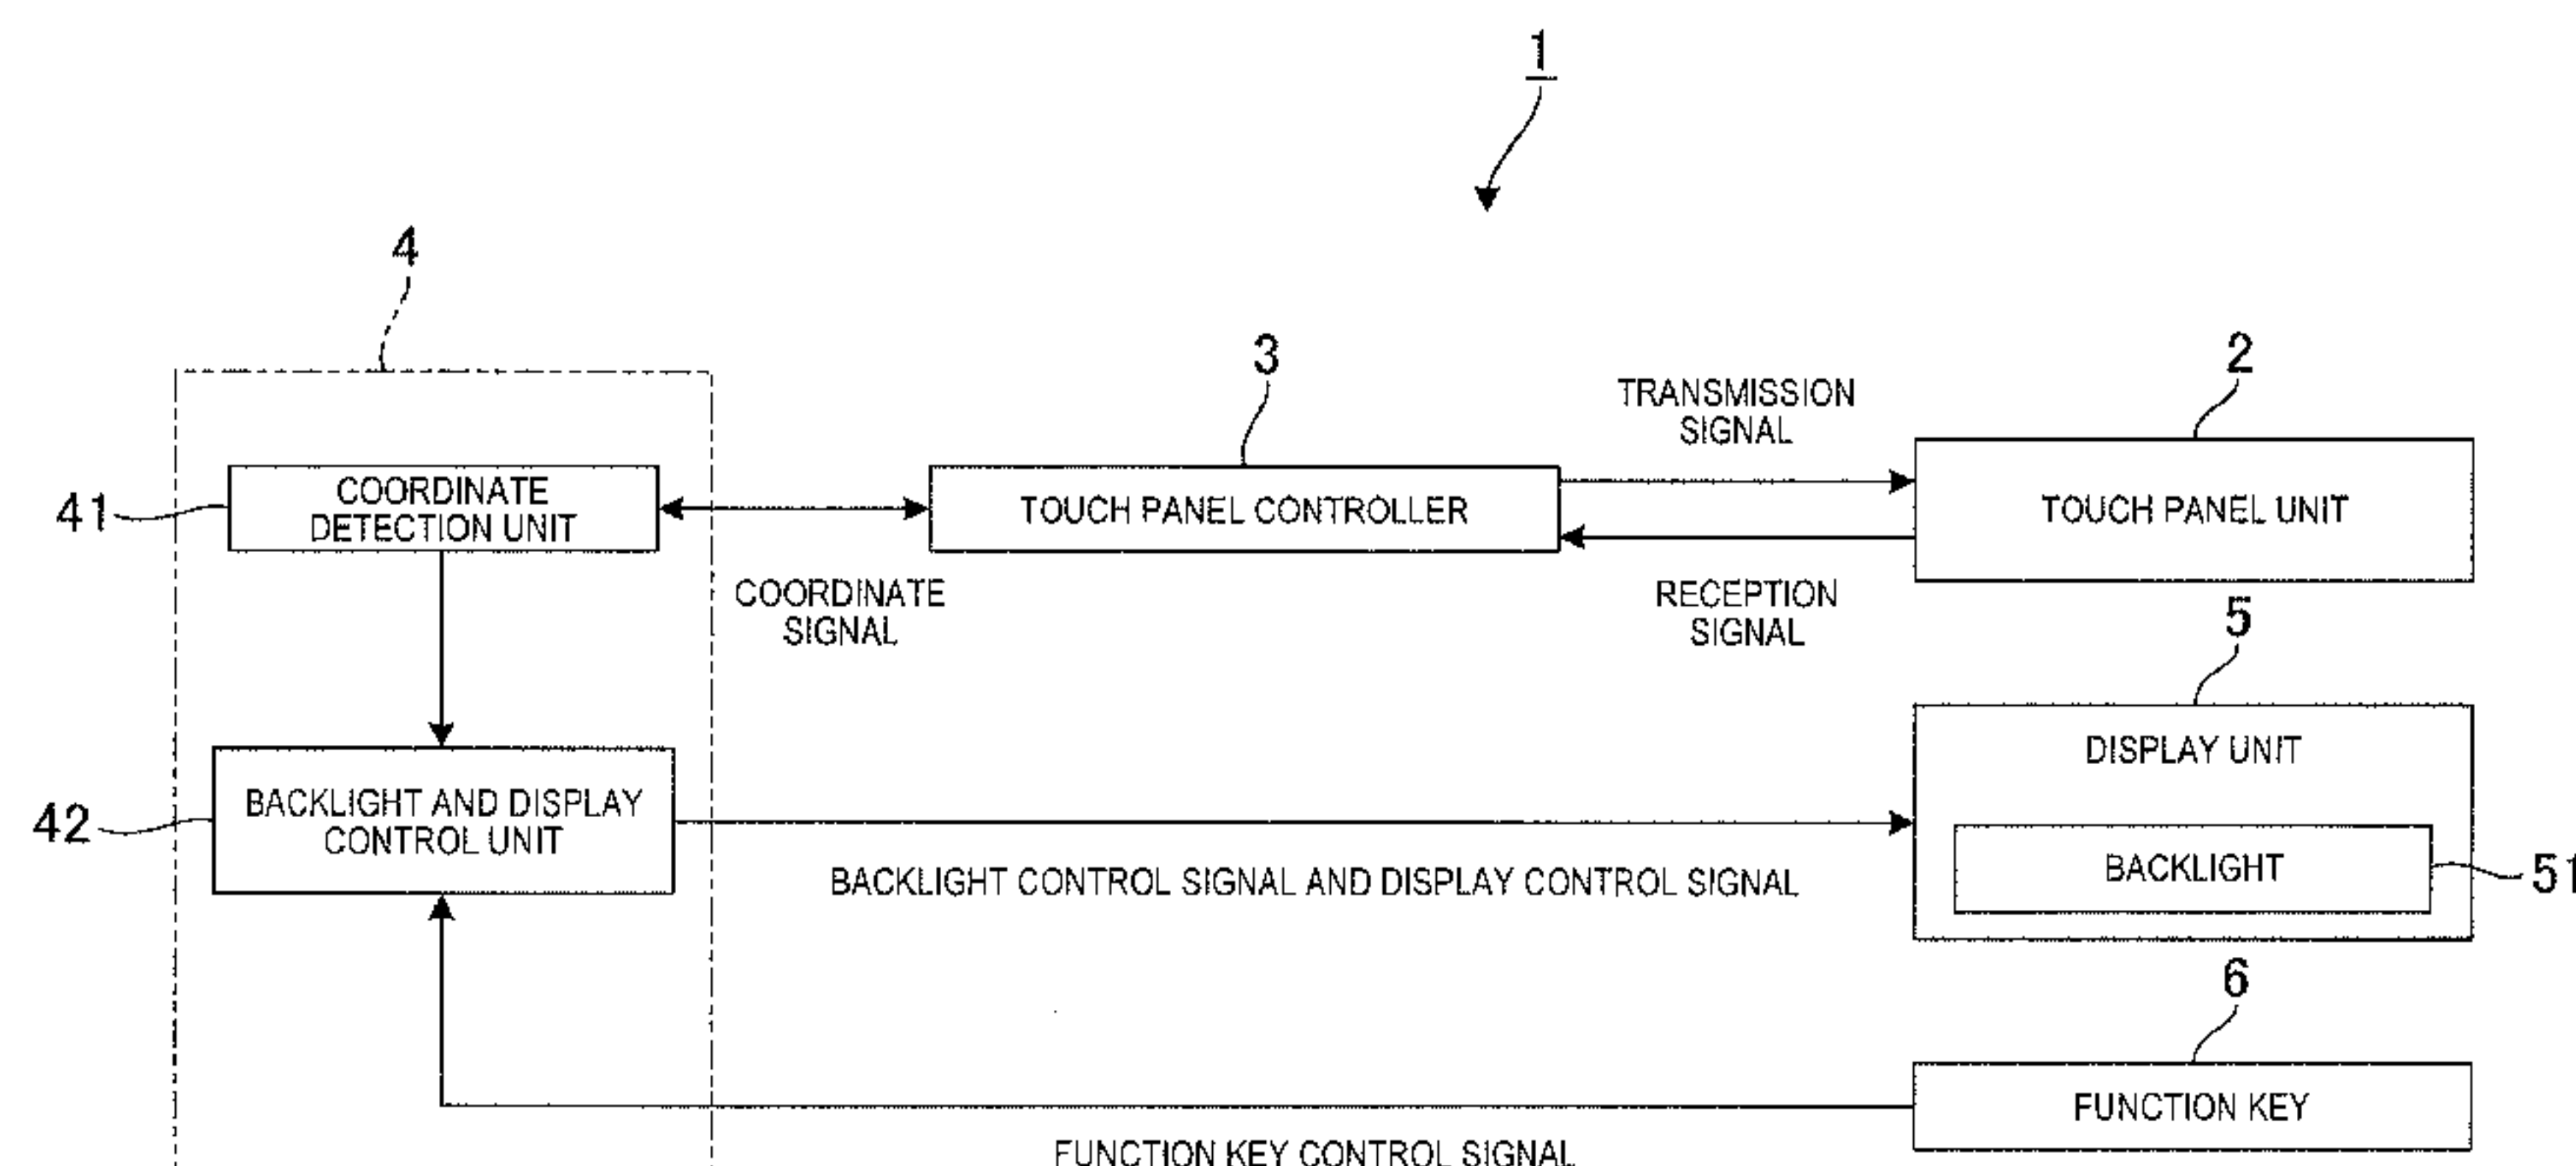 1
4
3
2
TRANSMISSION
SIGNAL
41
COORDINATE
DETECTION UNIT
TOUCH PANEL CONTROLLER
TOUCH PANEL UNIT
COORDINATE
SIGNAL
RECEPTION
SIGNAL
5
DISPLAY UNIT
42
BACKLIGHT AND DISPLAY
CONTROL UNIT
BACKLIGHT
51
BACKLIGHT CONTROL SIGNAL AND DISPLAY CONTROL SIGNAL
6
FUNCTION KEY
FUNCTION KEY CONTROL SIGNAL